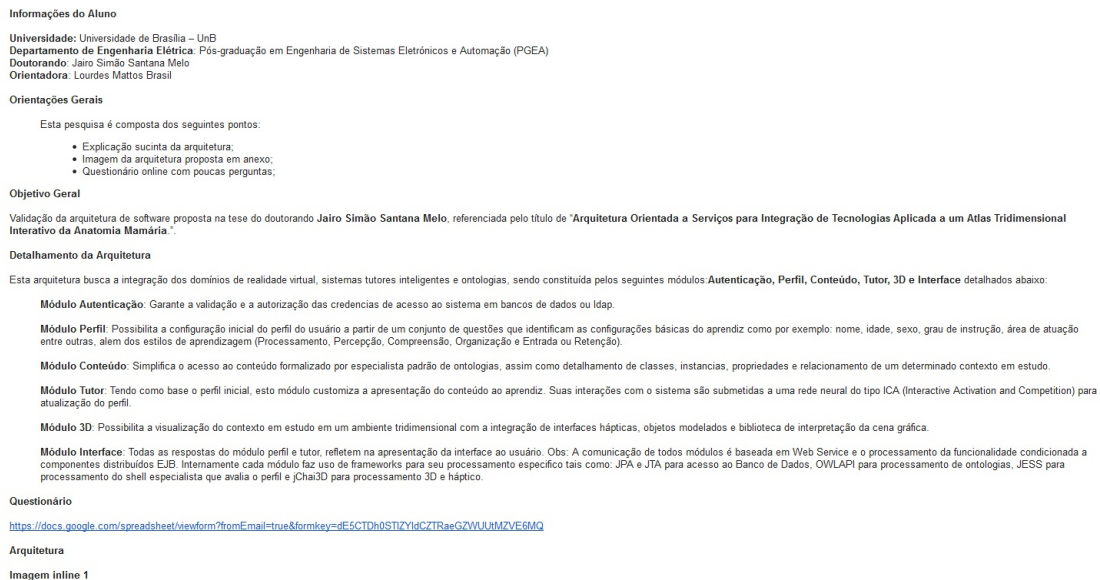 Informações do Aluno
Universidade: Universidade de Brasília – UnB
Departamento de Engenharia Elétrica: Pós-graduação em Engenharia de Sistemas Eletrónicos e Automação (PGEA)
Doutorando: Jairo Simão Santana Melo
Orientadora: Lourdes Mattos Brasil
Orientações Gerais
Esta pesquisa é composta dos seguintes pontos:
• Explicação sucinta da arquitetura;
• Imagem da arquitetura proposta em anexo;
• Questionário online com poucas perguntas;
Objetivo Geral
Validação da arquitetura de software proposta na tese do doutorando Jairo Simão Santana Melo, referenciada pelo título de "Arquitetura Orientada a Serviços para Integração de Tecnologias Aplicada a um Atlas Tridimensional
Interativo da Anatomia Mamária.".
Detalhamento da Arquitetura
Esta arquitetura busca a integração dos domínios de realidade virtual, sistemas tutores inteligentes e ontologias, sendo constituída pelos seguintes módulos:Autenticação, Perfil, Conteúdo, Tutor, 3D e Interface detalhados abaixo:
Módulo Autenticação: Garante a validação e a autorização das credencias de acesso ao sistema em bancos de dados ou ldap.
Módulo Perfil: Possibilita a configuração inicial do perfil do usuário a partir de um conjunto de questões que identificam as configurações básicas do aprendiz como por exemplo: nome, idade, sexo, grau de instrução, área de atuação
entre outras, alem dos estilos de aprendizagem (Processamento, Percepção, Compreensão, Organização e Entrada ou Retenção).
Módulo Conteúdo: Simplifica o acesso ao conteúdo formalizado por especialista padrão de ontologias, assim como detalhamento de classes, instancias, propriedades e relacionamento de um determinado contexto em estudo.
Módulo Tutor: Tendo como base o perfil inicial, esto módulo customiza a apresentação do conteúdo ao aprendiz. Suas interações com o sistema são submetidas a uma rede neural do tipo ICA (Interactive Activation and Competition) para
atualização do perfil.
Módulo 3D: Possibilita a visualização do contexto em estudo em um ambiente tridimensional com a integração de interfaces hápticas, objetos modelados e biblioteca de interpretação da cena gráfica.
Módulo Interface: Todas as respostas do módulo perfil e tutor, refletem na apresentação da interface ao usuário. Obs: A comunicação de todos módulos é baseada em Web Service e o processamento da funcionalidade condicionada a
componentes distribuídos EJB. Internamente cada módulo faz uso de frameworks para seu processamento especifico tais como: JPA e JTA para acesso ao Banco de Dados, OWLAPI para processamento de ontologias, JESS para
processamento do shell especialista que avalia o perfil e jChai3D para processamento 3D e háptico.
Questionário
https://docs.google.com/spreadsheet/viewform?fromEmail=true&formkey=dE5CTDh0STlZYldCZTRaeGZWUUtMZVE6MQ
Arquitetura
Imagem inline 1